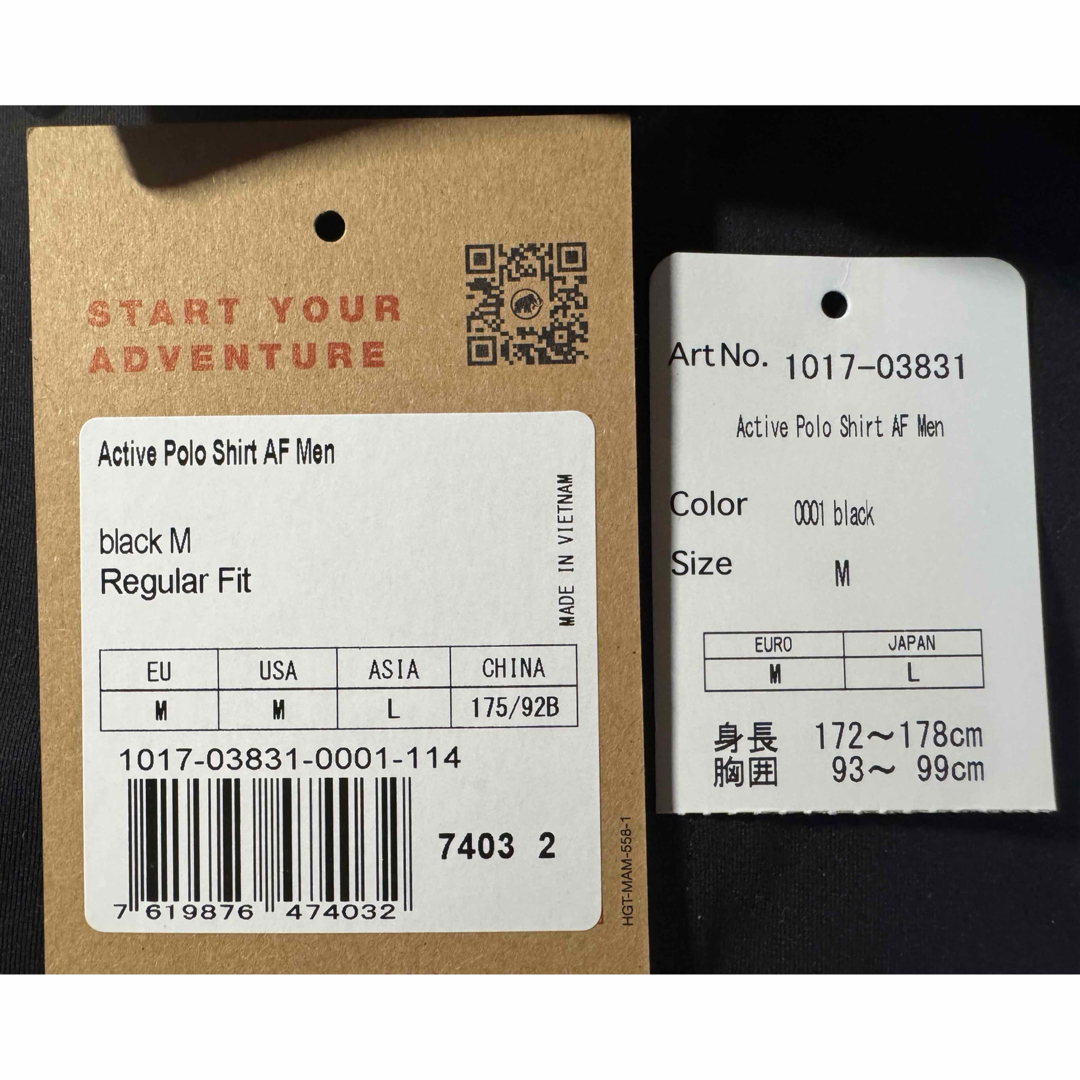 START YOUR
ADVENTURE
Active Polo Shirt AF Men
black M
Regular Fit
MADE IN VIETNAM
EU USA ASIA CHINA
M M L 175/92B
1017-03831-0001-114
7403 2
7 619876 474032
HGT-MAM-558-1
Art No. 1017-03831
Active Polo Shirt AF Men
Color 0001 black
Size M
EURO JAPAN
M L
身長 172〜178cm
胸囲 93〜 99cm